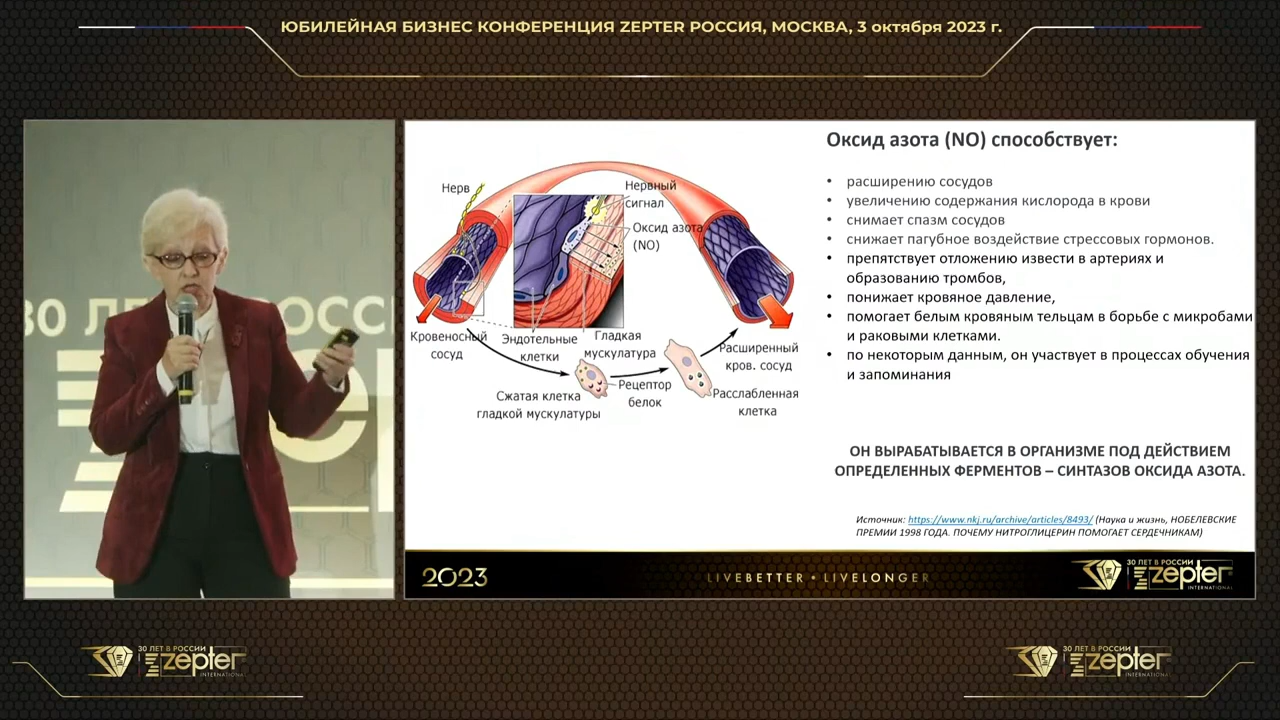 ЮБИЛЕЙНАЯ БИЗНЕС КОНФЕРЕНЦИЯ ZEPTER РОССИЯ, МОСКВА, 3 октября 2023 г.
30 ЛЕ
РОССИ
Нерв
Нервный
сигнал
Оксид азота
(NO)
Кровеносный
сосуд
Эндотельные
клетки
Гладкая
мускулатура
Расширенный
кров. сосуд
Сжатая клетка
гладкой мускулатуры
Рецептор
белок
Расслабленная
клетка
Оксид азота (NO) способствует:
• расширению сосудов
• увеличению содержания кислорода в крови
• снимает спазм сосудов
• снижает пагубное воздействие стрессовых гормонов.
• препятствует отложению извести в артериях и
образованию тромбов,
• понижает кровяное давление,
• помогает белым кровяным тельцам в борьбе с микробами
и раковыми клетками.
• по некоторым данным, он участвует в процессах обучения
и запоминания
ОН ВЫРАБАТЫВАЕТСЯ В ОРГАНИЗМЕ ПОД ДЕЙСТВИЕМ
ОПРЕДЕЛЕННЫХ ФЕРМЕНТОВ – СИНТАЗОВ ОКСИДА АЗОТА.
Источник: https://www.nkj.ru/archive/articles/8493/ (Наука и жизнь, НОБЕЛЕВСКИЕ
ПРЕМИИ 1998 ГОДА. ПОЧЕМУ НИТРОГЛИЦЕРИН ПОМОГАЕТ СЕРДЕЧНИКАМ)
2023
LIVEBETTER • LIVELONGER
30 ЛЕТ В РОССИИ
zepter
INTERNATIONAL
30 ЛЕТ В РОССИИ
zepter
INTERNATIONAL
30 ЛЕТ В РОССИИ
zepter
INTERNATIONAL